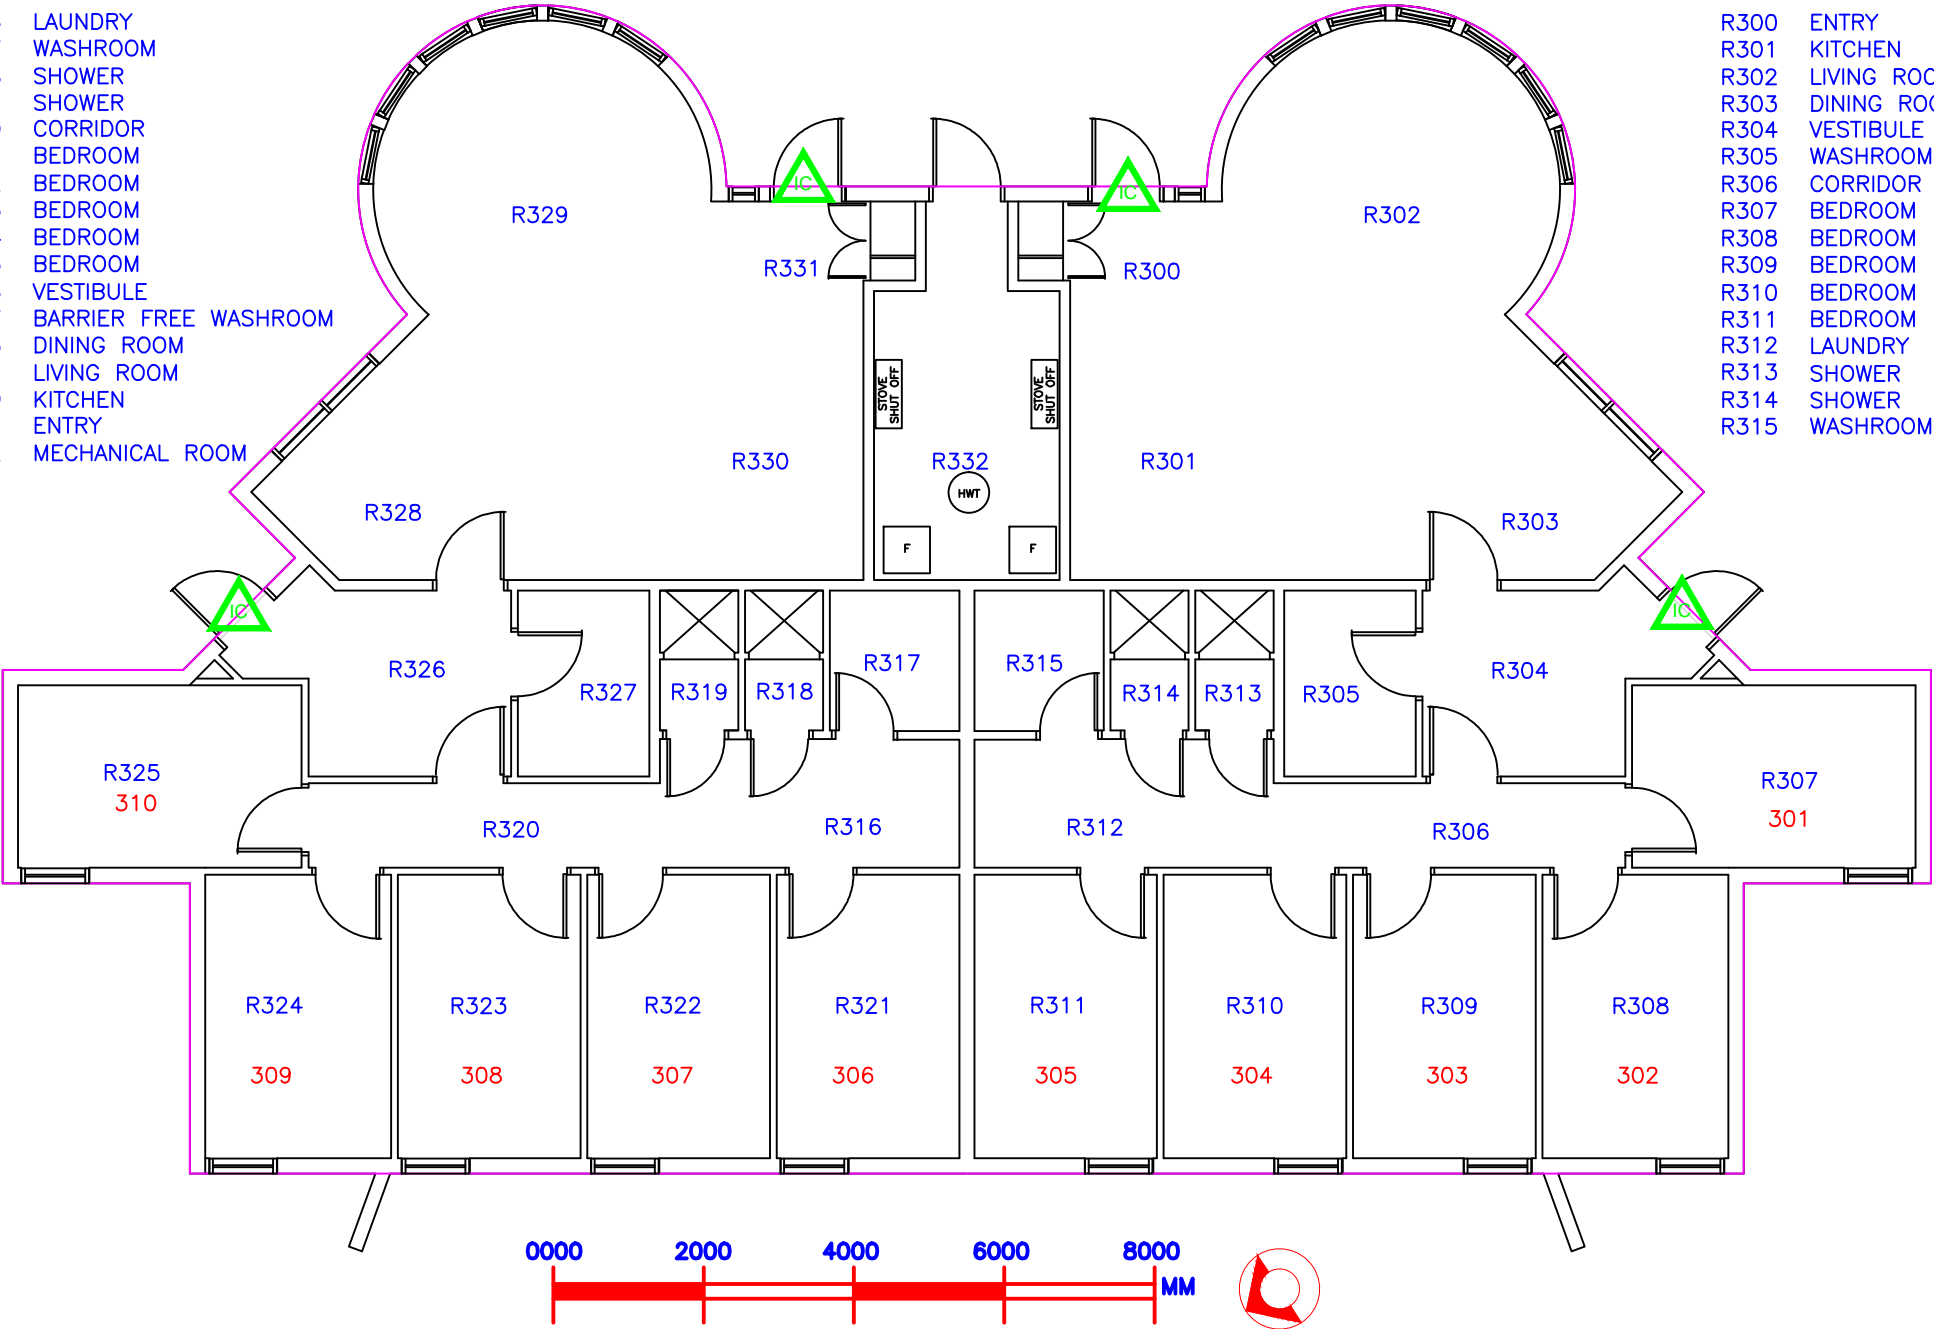 LAUNDRY
WASHROOM
SHOWER
SHOWER
CORRIDOR
BEDROOM
BEDROOM
BEDROOM
BEDROOM
BEDROOM
VESTIBULE
BARRIER FREE WASHROOM
DINING ROOM
LIVING ROOM
KITCHEN
ENTRY
MECHANICAL ROOM
R300 ENTRY
R301 KITCHEN
R302 LIVING
R303 DINING
R304 VESTIBULE
R305 WASHROOM
R306 CORRIDOR
R307 BEDROOM
R308 BEDROOM
R309 BEDROOM
R310 BEDROOM
R311 BEDROOM
R312 LAUNDRY
R313 SHOWER
R314 SHOWER
R315 WASHROOM
IC IC
R329 R302
R331 R300
STOVE SHUT OFF
STOVE SHUT OFF
R330 R332 R301
HWT
R328 R303
F F
IC IC
R326 R327 R319 R318 R317 R315 R314 R313 R305 R304
R325 R307
310 301
R320 R316 R312 R306
R324 R323 R322 R321 R311 R310 R309 R308
309 308 307 306 305 304 303 302
0000 2000 4000 6000 8000
MM